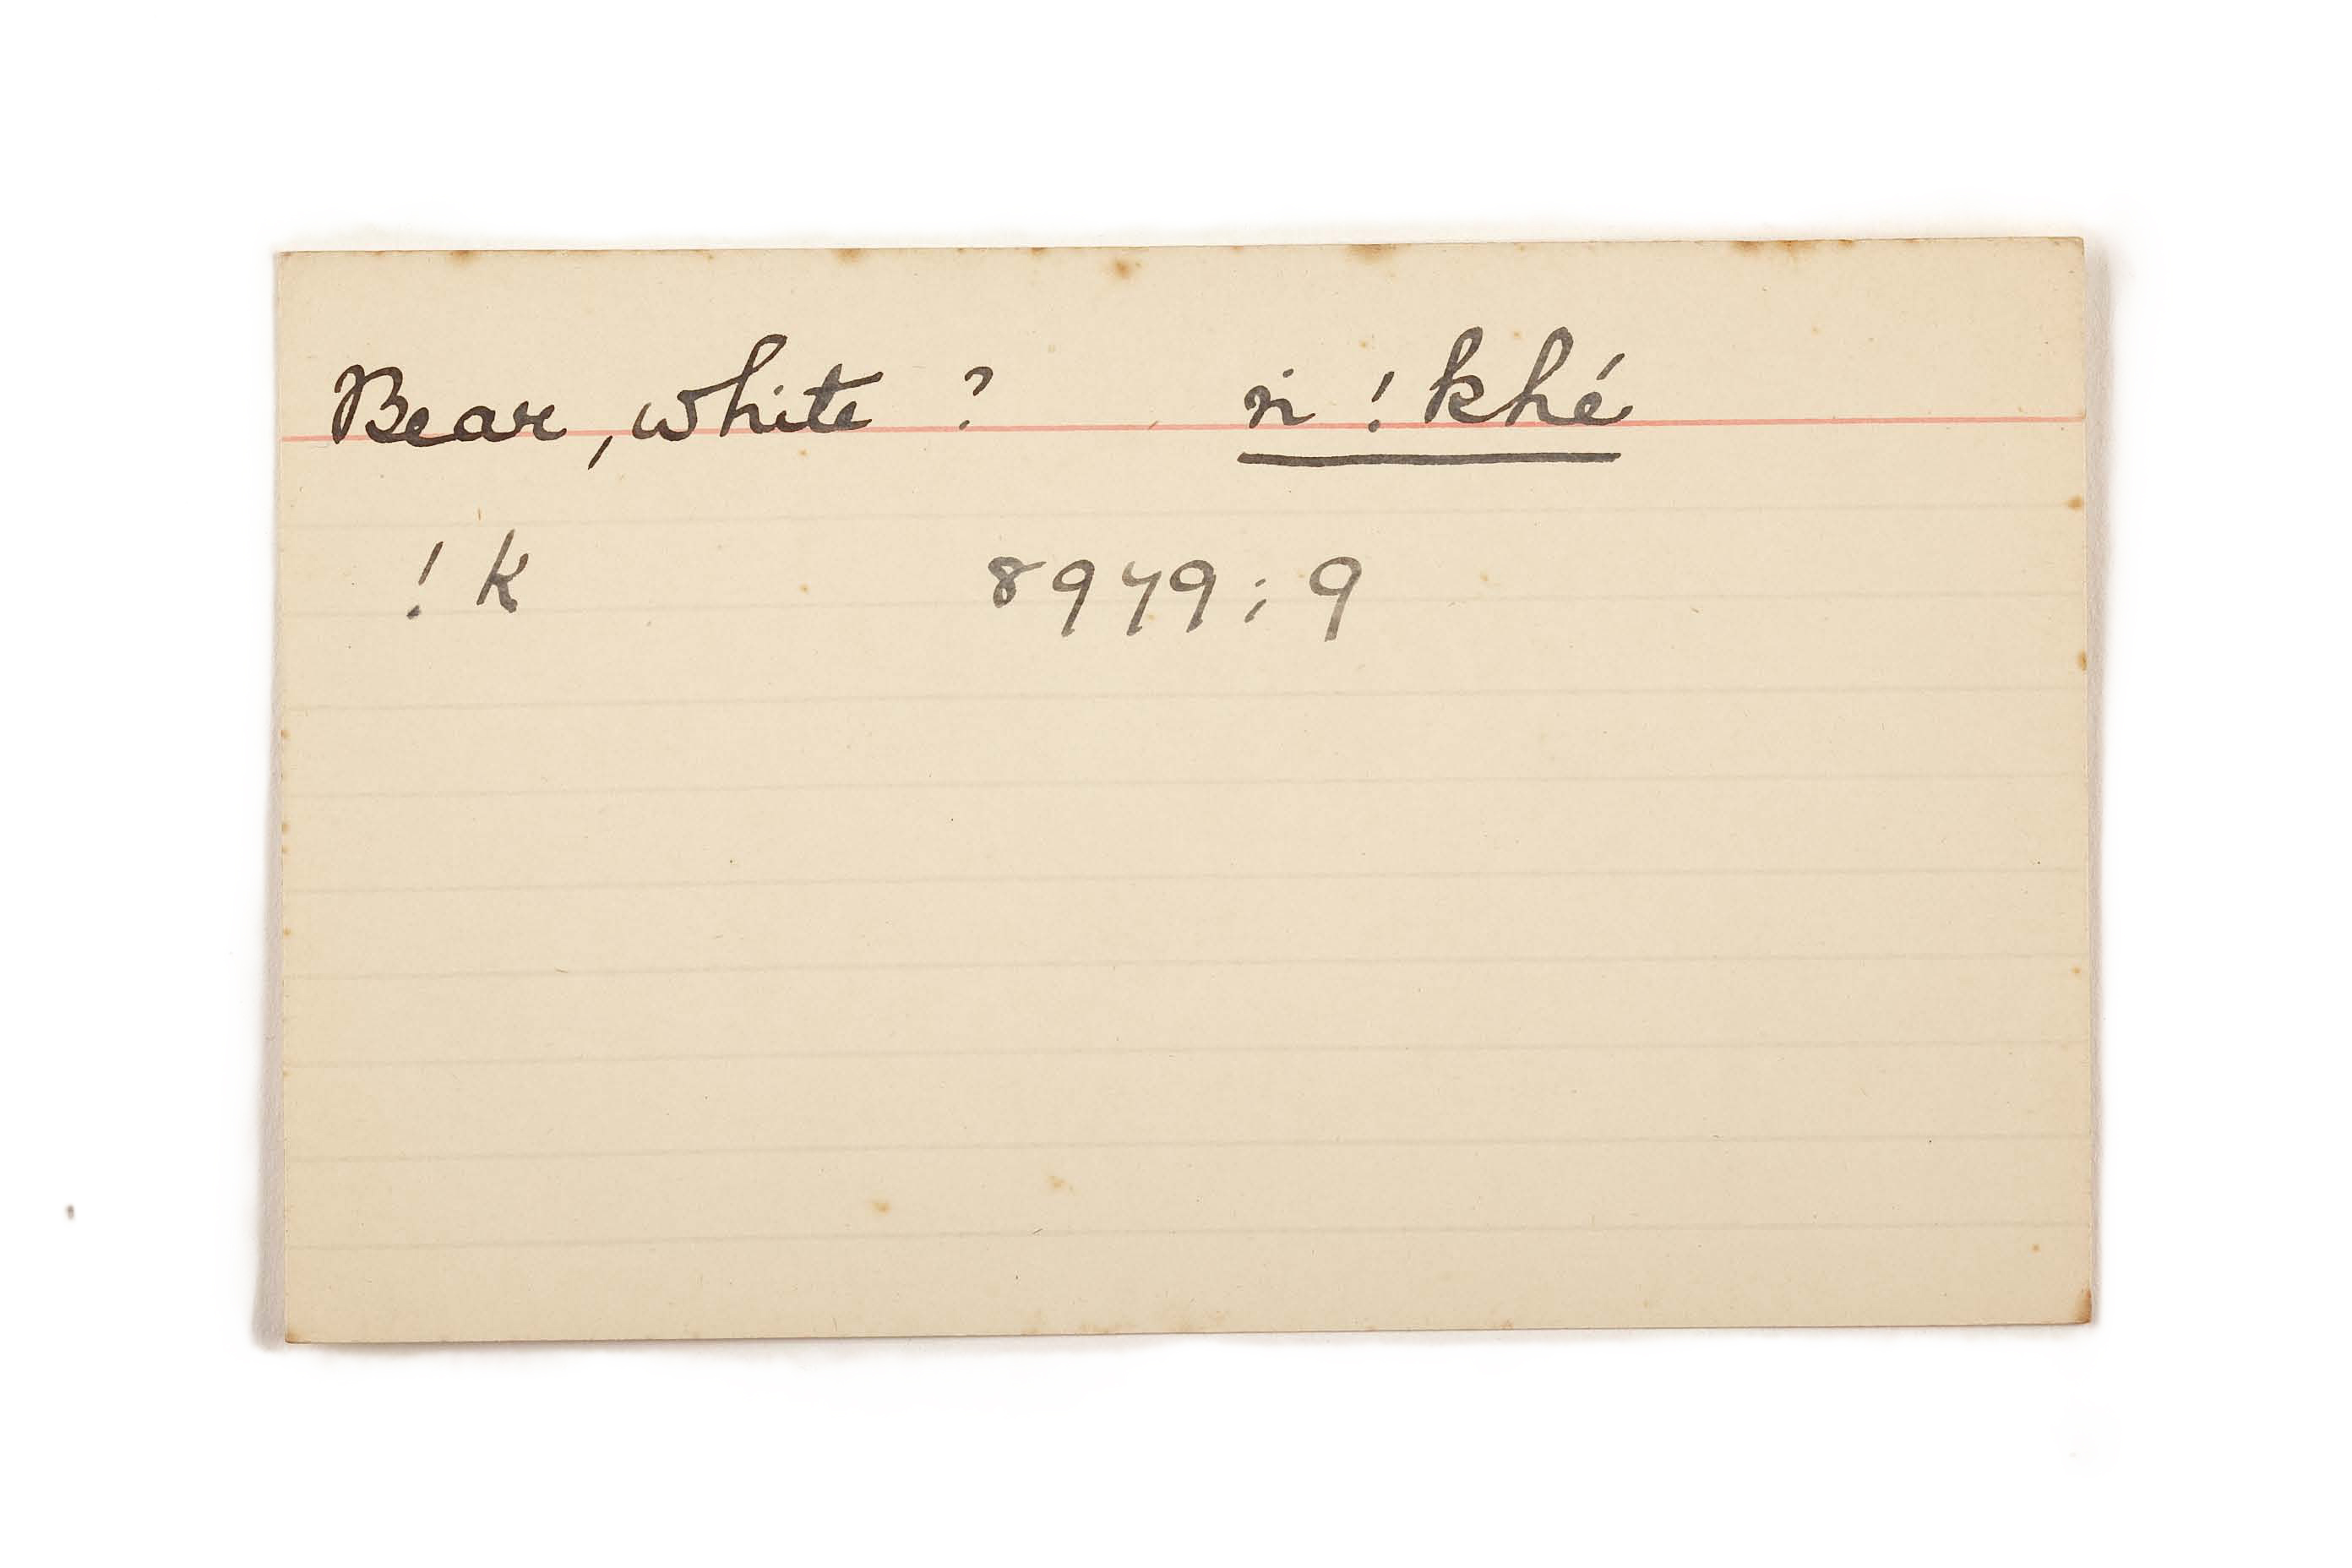 Bear, white ? ṅ ! khé
! k 8979 ; 9